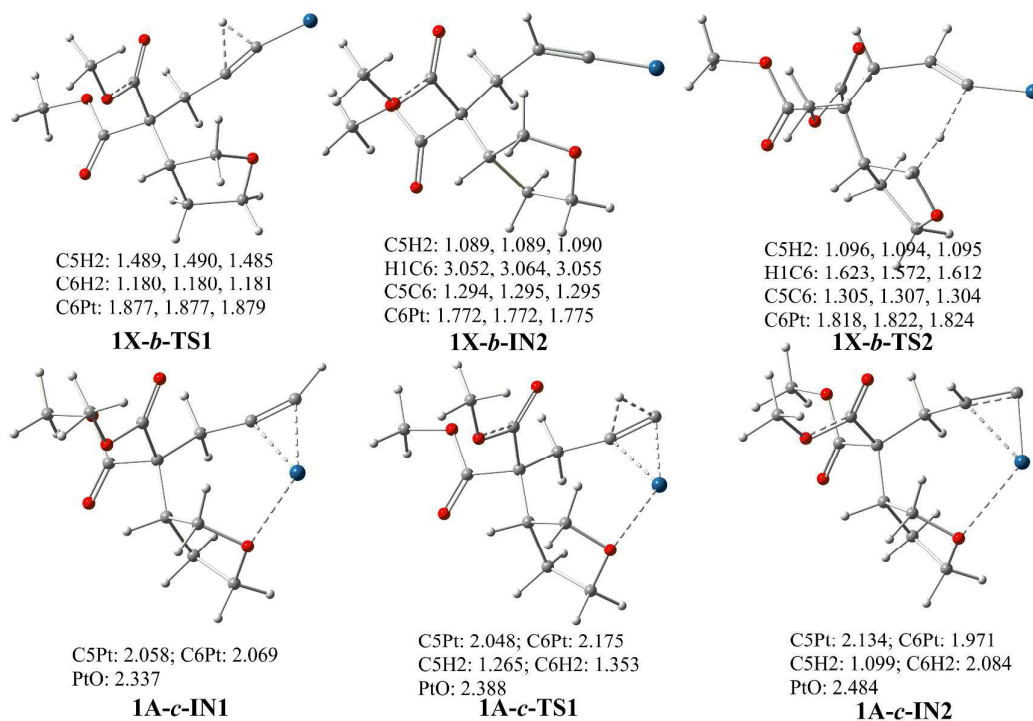 C5H2: 1.489, 1.490, 1.485
C6H2: 1.180, 1.180, 1.181
C6Pt: 1.877, 1.877, 1.879
1X-b-TS1
C5H2: 1.089, 1.089, 1.090
H1C6: 3.052, 3.064, 3.055
C5C6: 1.294, 1.295, 1.295
C6Pt: 1.772, 1.772, 1.775
1X-b-IN2
C5H2: 1.096, 1.094, 1.095
H1C6: 1.623, 1.572, 1.612
C5C6: 1.305, 1.307, 1.304
C6Pt: 1.818, 1.822, 1.824
1X-b-TS2
C5Pt: 2.058; C6Pt: 2.069
PtO: 2.337
1A-c-IN1
C5Pt: 2.048; C6Pt: 2.175
C5H2: 1.265; C6H2: 1.353
PtO: 2.388
1A-c-TS1
C5Pt: 2.134; C6Pt: 1.971
C5H2: 1.099; C6H2: 2.084
PtO: 2.484
1A-c-IN2